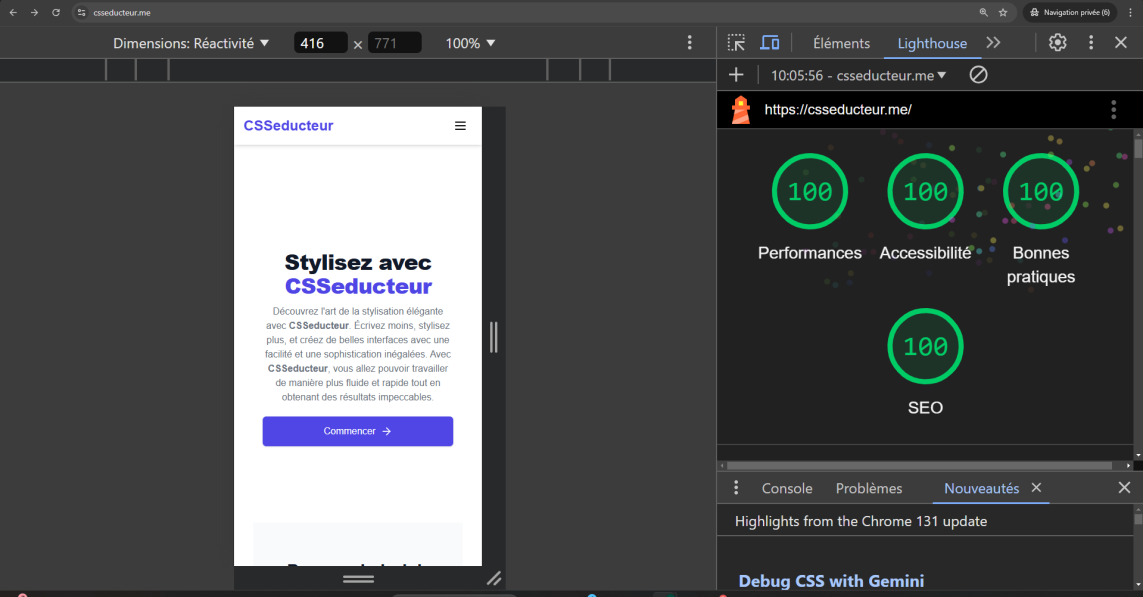 csseducteur.me
Navigation privée (6)
Dimensions: Réactivité
416 × 771
100%
Éléments
Lighthouse
10:05:56 - csseducteur.me
https://csseducteur.me/
CSSeducteur
Stylisez avec
CSSeducteur
Découvrez l'art de la stylisation élégante
avec CSSeducteur. Écrivez moins, stylisez
plus, et créez de belles interfaces avec une
facilité et une sophistication inégalées. Avec
CSSeducteur, vous allez pouvoir travailler
de manière plus fluide et rapide tout en
obtenant des résultats impeccables.
Commencer
100
Performances
100
Accessibilité
100
Bonnes
pratiques
100
SEO
Console
Problèmes
Nouveautés
Highlights from the Chrome 131 update
Debug CSS with Gemini